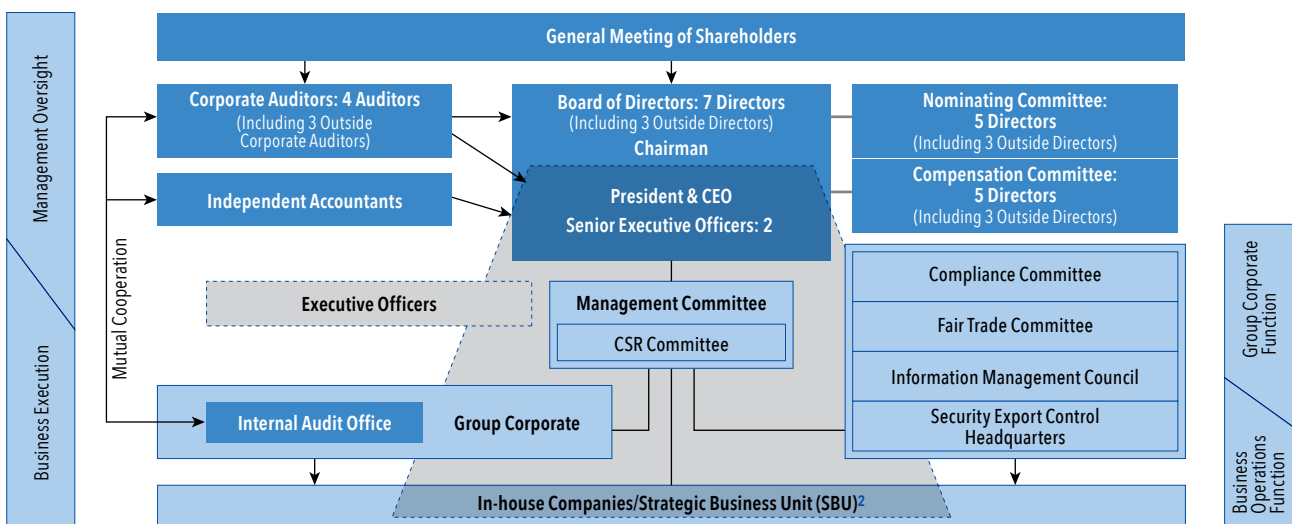 General Meeting of Shareholders
Management Oversight
Business Execution
Mutual Cooperation
Corporate Auditors: 4 Auditors
(Including 3 Outside
Corporate Auditors)
Independent Accountants
Board of Directors: 7 Directors
(Including 3 Outside Directors)
Chairman
President & CEO
Senior Executive Officers: 2
Nominating Committee:
5 Directors
(Including 3 Outside Directors)
Compensation Committee:
5 Directors
(Including 3 Outside Directors)
Executive Officers
Management Committee
CSR Committee
Compliance Committee
Fair Trade Committee
Information Management Council
Security Export Control
Headquarters
Internal Audit Office
Group Corporate
In-house Companies/Strategic Business Unit (SBU)2
Group Corporate
Function
Business
Operations
Function